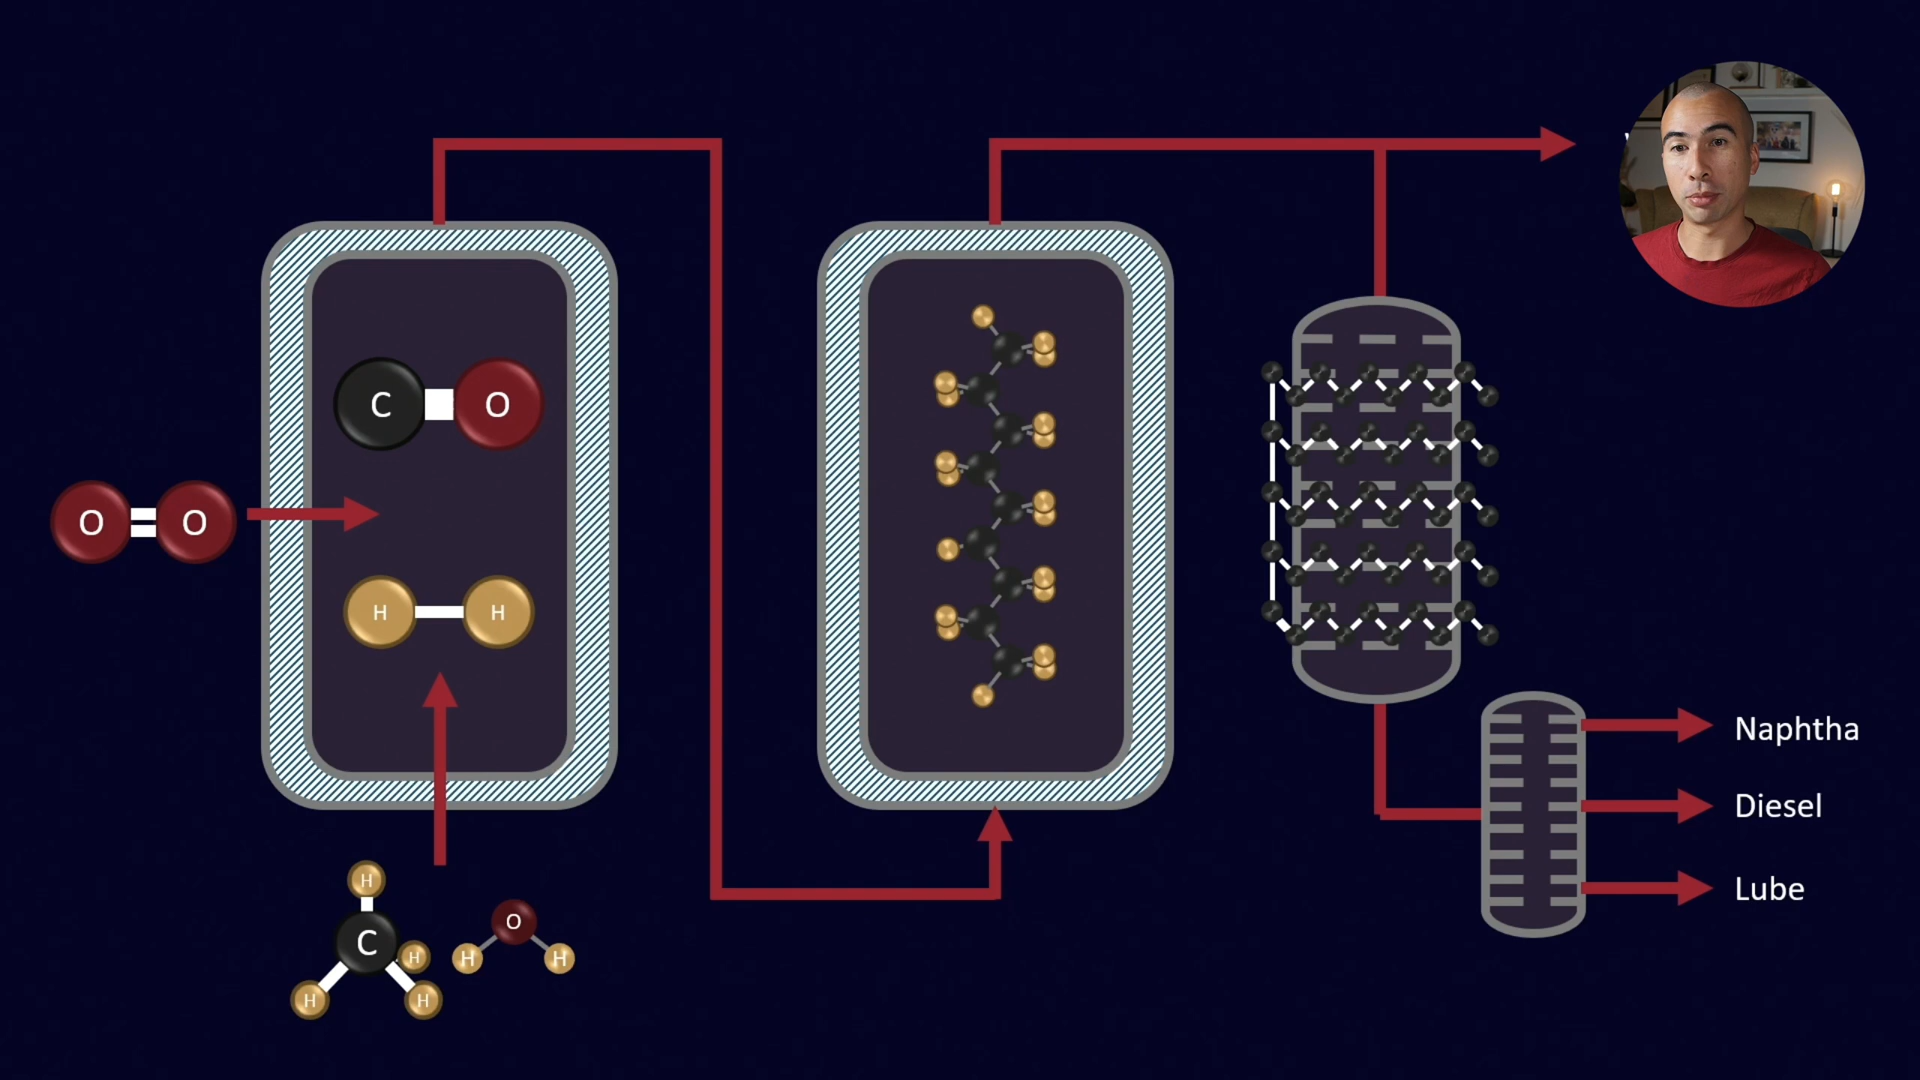 C O
O O
H H
H
C
H
H
H
O
H H
Naphtha
Diesel
Lube